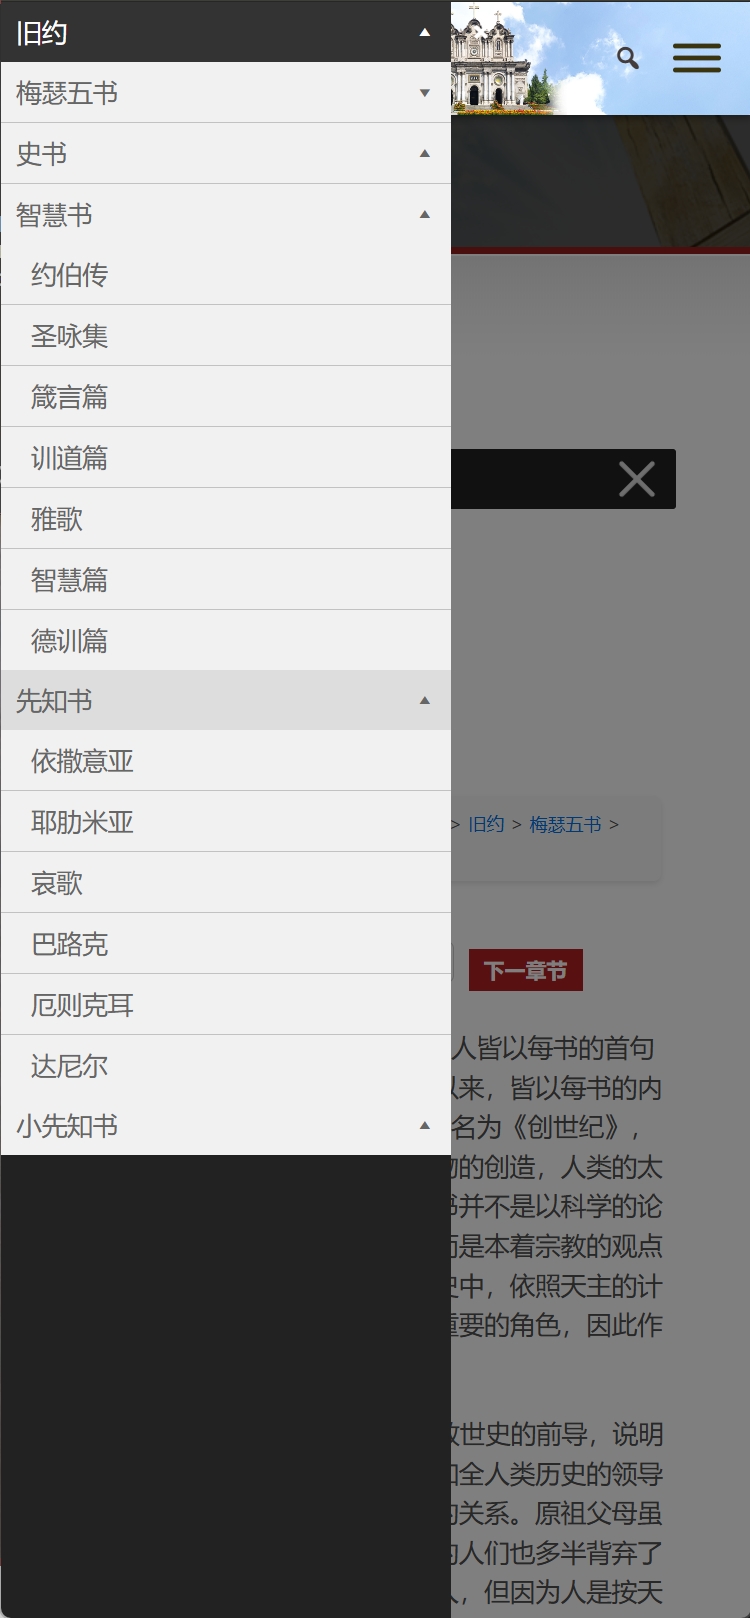 旧约
梅瑟五书
史书
智慧书
约伯传
圣咏集
箴言篇
训道篇
雅歌
智慧篇
德训篇
先知书
依撒意亚
耶肋米亚
哀歌
巴路克
厄则克耳
达尼尔
小先知书
> 旧约 > 梅瑟五书 >
下一章节
人皆以每书的首句
以来，皆以每书的内
名为《创世纪》，
物的创造，人类的太
书并不是以科学的论
而是本着宗教的观点
史中，依照天主的计
重要的角色，因此作
救世史的前导，说明
和全人类历史的领导
的关系。原祖父母虽
的人们也多半背弃了
，但因为人是按天